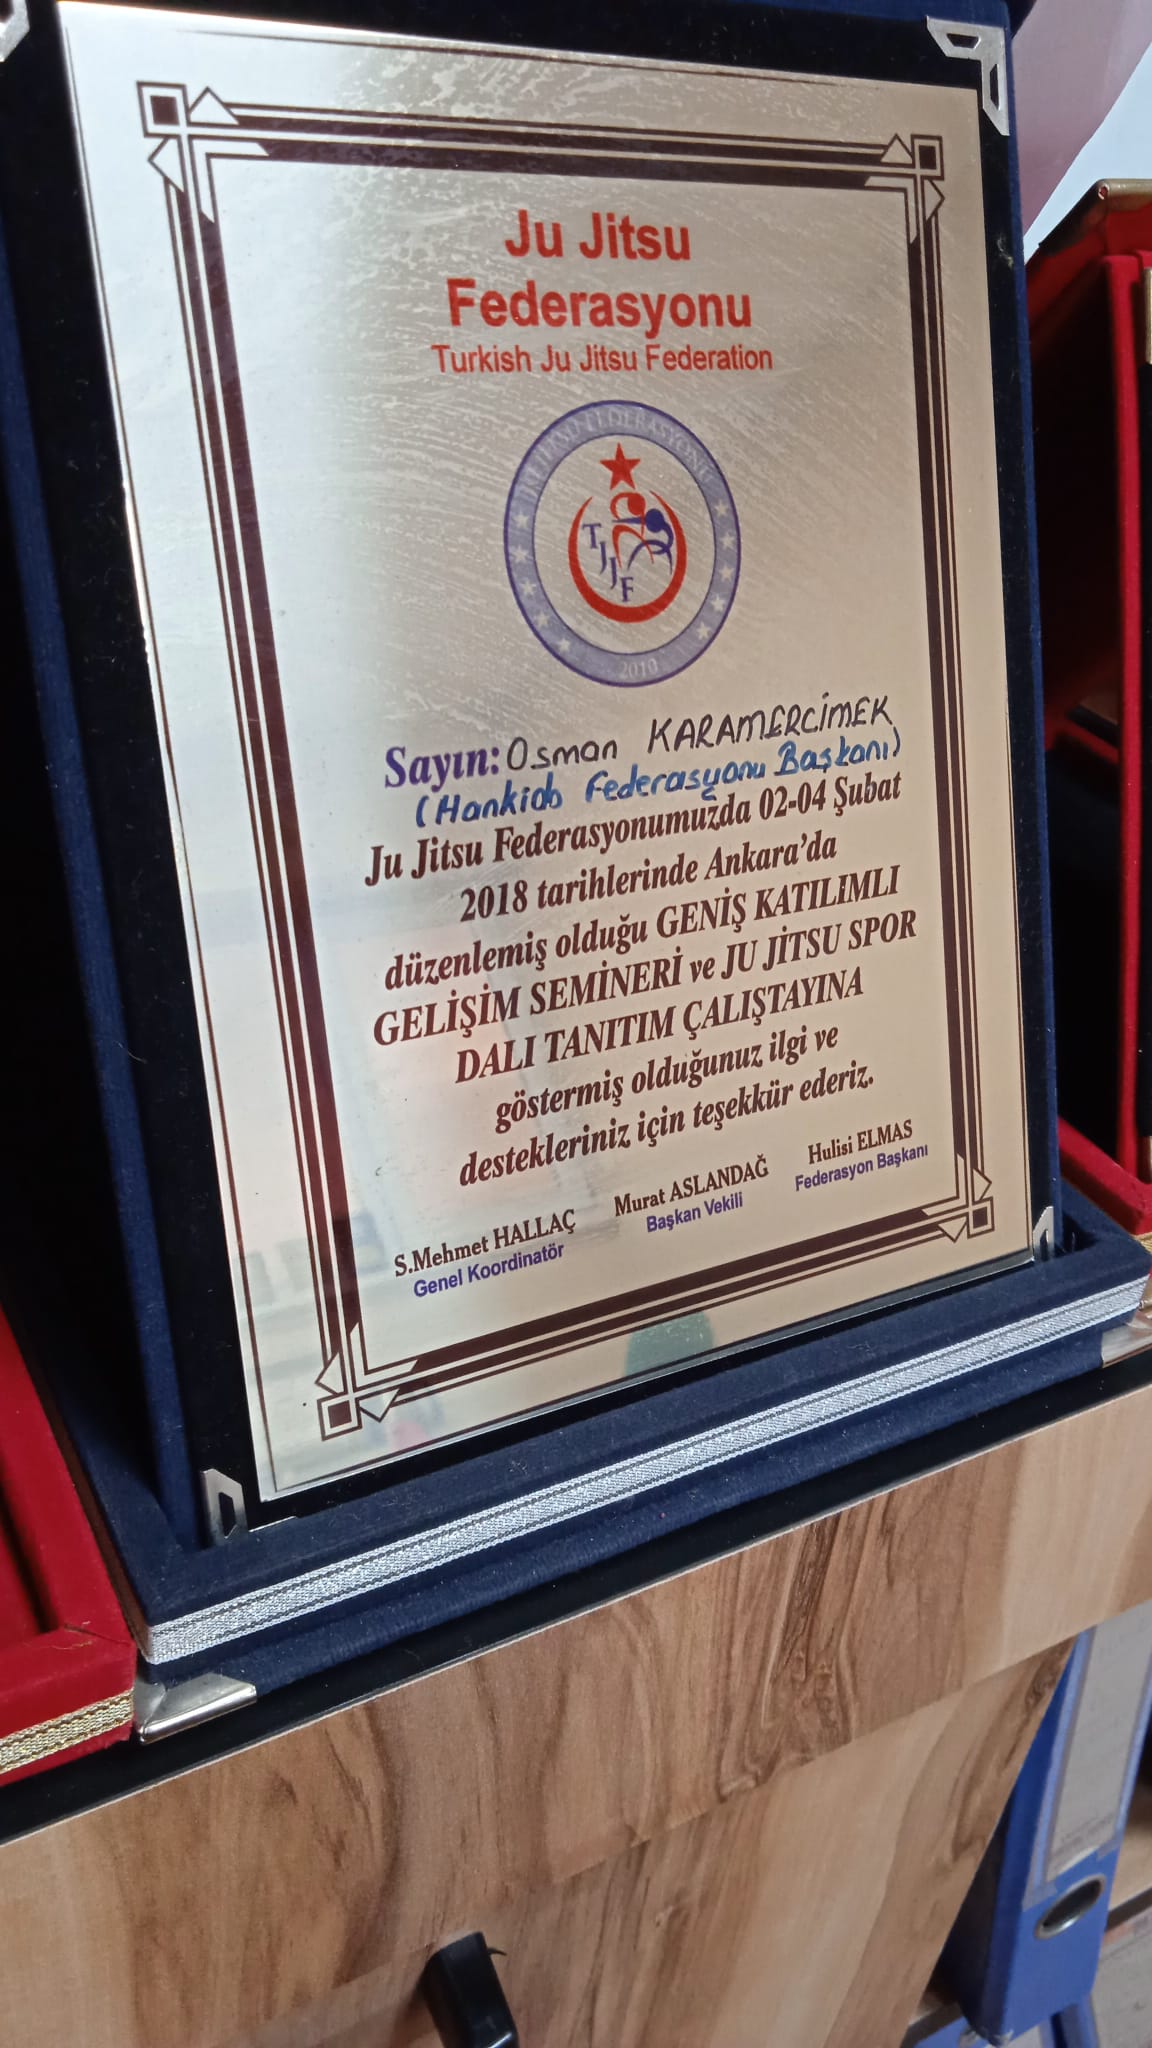 Ju Jitsu
Federasyonu
Turkish Ju Jitsu Federation
JU JITSU FEDERASYONU
TJJF
2010
Sayın: Osman KARAMERCİMEK
(Hankido Federasyonu Başkanı)
Ju Jitsu Federasyonumuzda 02-04 Şubat
2018 tarihlerinde Ankara'da
düzenlemiş olduğu GENİŞ KATILIMLI
GELİŞİM SEMİNERİ ve JU JİTSU SPOR
DALI TANITIM ÇALIŞTAYINA
göstermiş olduğunuz ilgi ve
destekleriniz için teşekkür ederiz.
S.Mehmet HALLAÇ
Genel Koordinatör
Murat ASLANDAĞ
Başkan Vekili
Hulisi ELMAS
Federasyon Başkanı